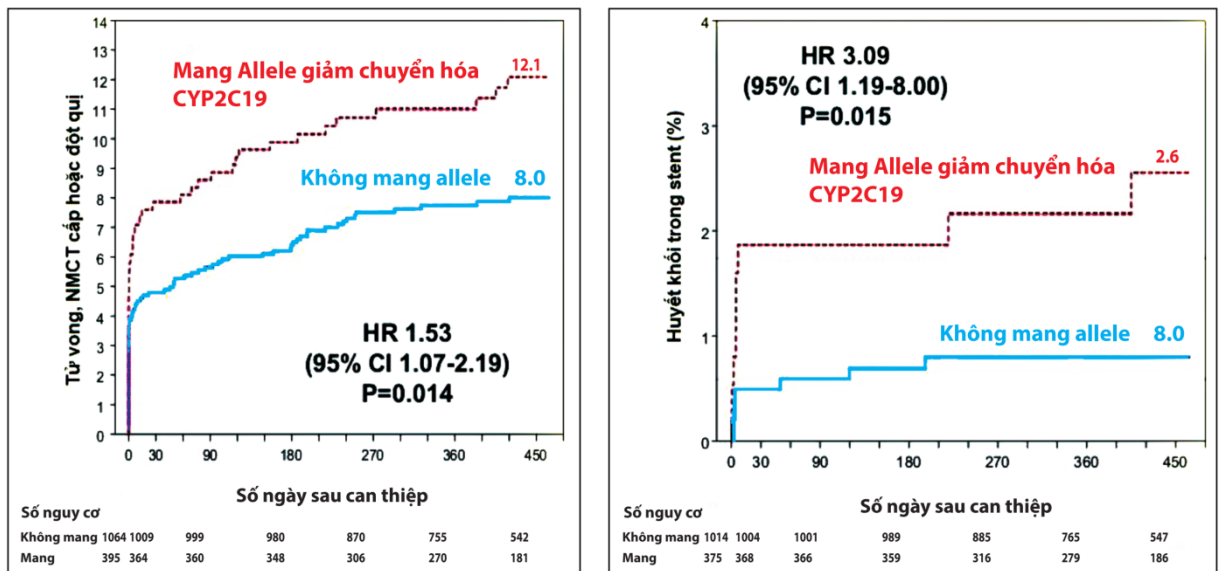 14
13
12
11
10
9
8
7
6
5
4
3
2
1
0
Tử vong, NMCT cấp hoặc đột quị
Mang Allele giảm chuyển hóa
CYP2C19
12.1
Không mang allele 8.0
HR 1.53
(95% CI 1.07-2.19)
P=0.014
0 30 90 180 270 360 450
Số ngày sau can thiệp
Số nguy cơ
Không mang 1064 1009 999 980 870 755 542
Mang 395 364 360 348 306 270 181
4
3
2
1
0
Huyết khối trong stent (%)
HR 3.09
(95% CI 1.19-8.00)
P=0.015
Mang Allele giảm chuyển hóa
CYP2C19
2.6
Không mang allele 8.0
0 30 90 180 270 360 450
Số ngày sau can thiệp
Số nguy cơ
Không mang 1014 1004 1001 989 885 765 547
Mang 375 368 366 359 316 279 186